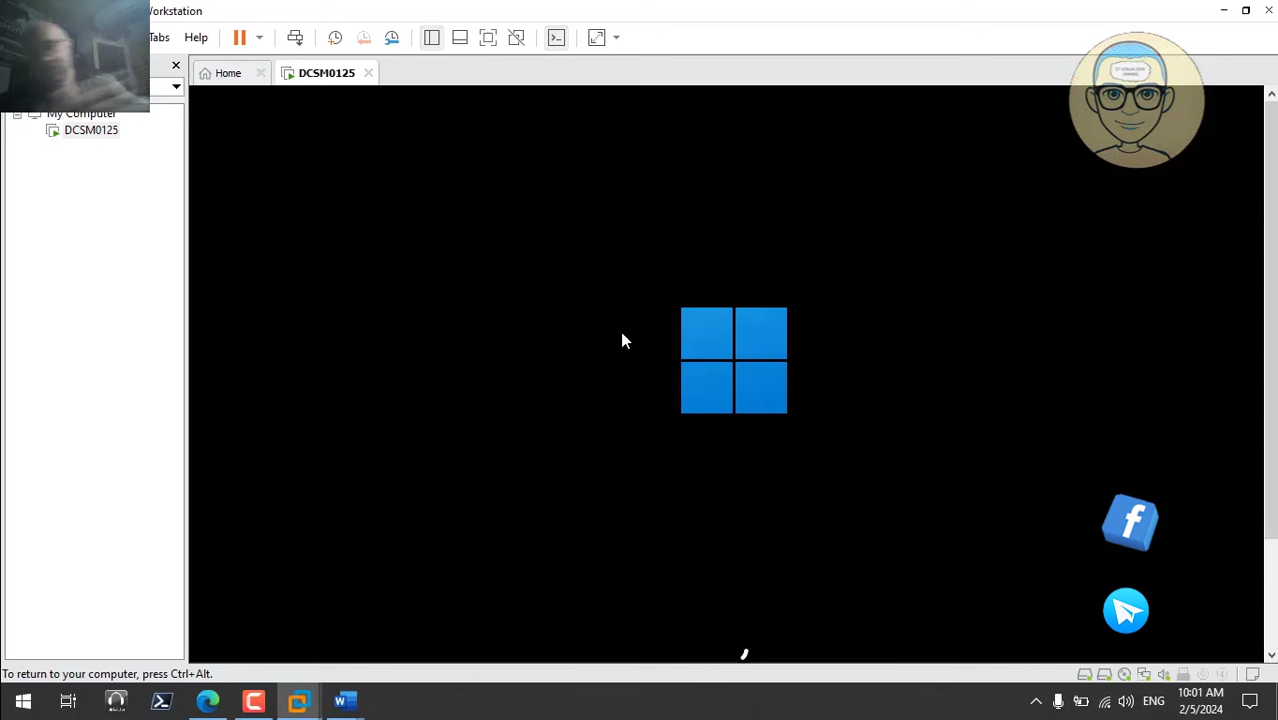 Workstation
Tabs
Help
Home
DCSM0125
My Computer
DCSM0125
To return to your computer, press Ctrl+Alt.
ENG
10:01 AM
2/5/2024